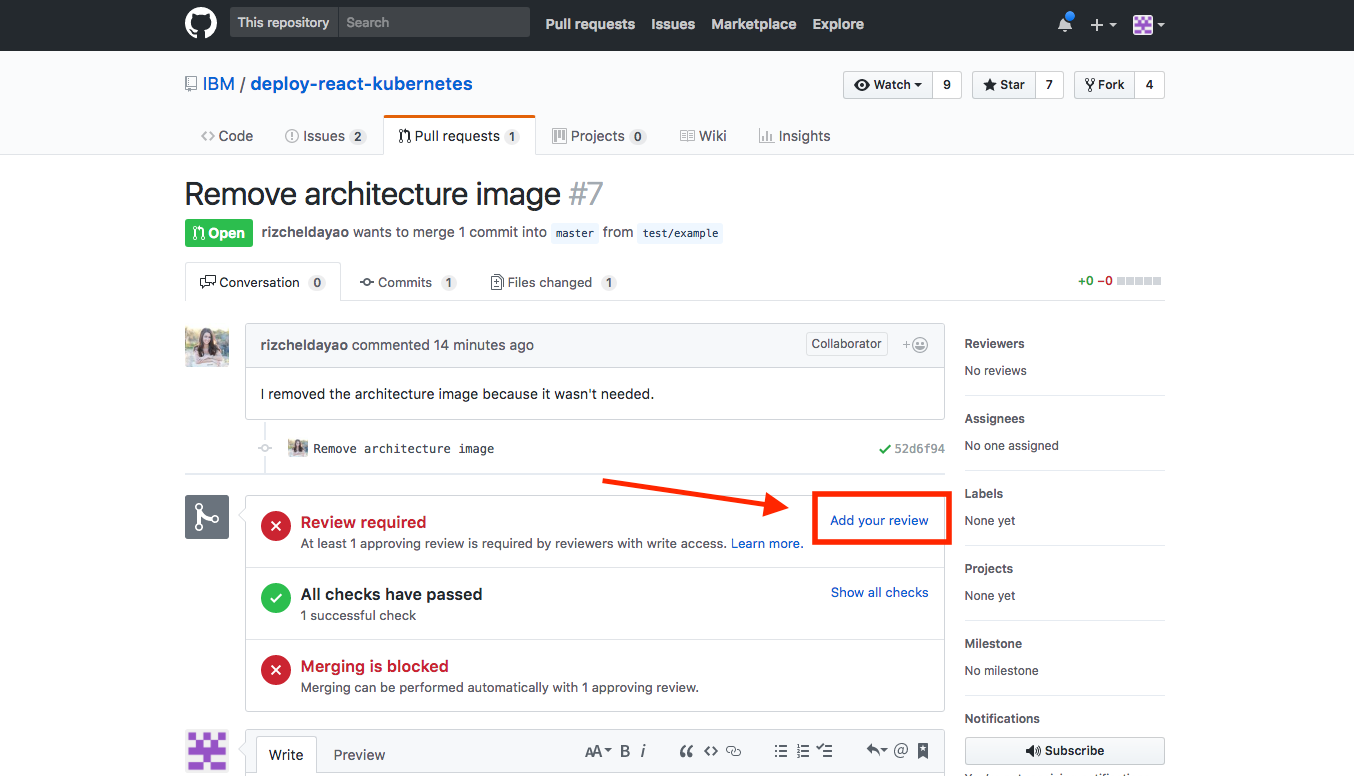 This repository Search Pull requests Issues Marketplace Explore
IBM / deploy-react-kubernetes Watch 9 Star 7 Fork 4
Code Issues 2 Pull requests 1 Projects 0 Wiki Insights
Remove architecture image #7
Open rizcheldayao wants to merge 1 commit into master from test/example
Conversation 0 Commits 1 Files changed 1 +0 −0
rizcheldayao commented 14 minutes ago Collaborator
I removed the architecture image because it wasn't needed.
Remove architecture image 52d6f94
Review required
At least 1 approving review is required by reviewers with write access. Learn more.
Add your review
All checks have passed
1 successful check
Show all checks
Merging is blocked
Merging can be performed automatically with 1 approving review.
Write Preview AA B i
Reviewers
No reviews
Assignees
No one assigned
Labels
None yet
Projects
None yet
Milestone
No milestone
Notifications
Subscribe